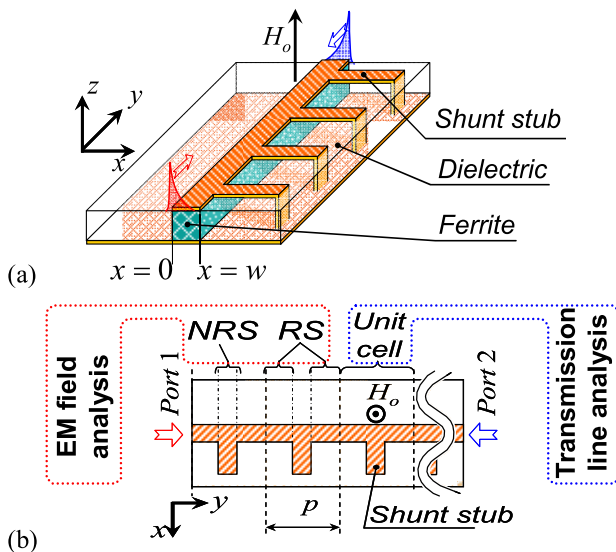 (a)
H_o
z
y
x
Shunt stub
Dielectric
Ferrite
x = 0
x = w
(b)
EM field
analysis
Port 1
NRS
RS
Unit
cell
H_o
Port 2
Transmission
line analysis
y
x
p
Shunt stub